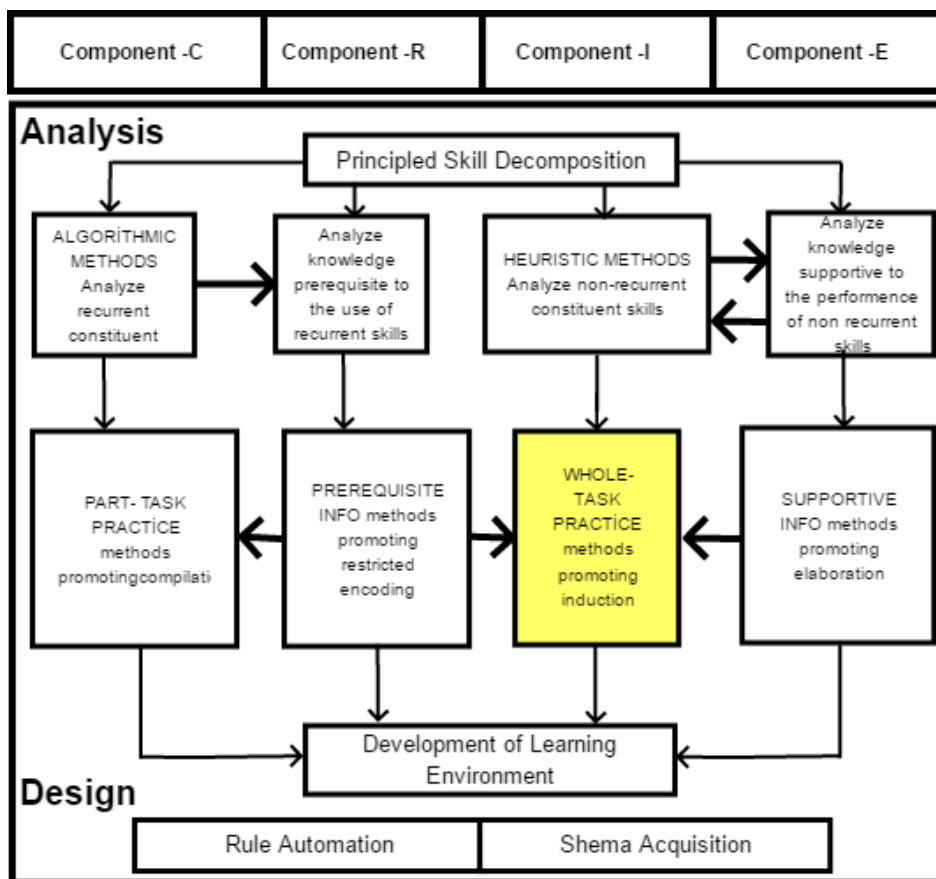 Component -C
Component -R
Component -I
Component -E
Analysis
Principled Skill Decomposition
ALGORİTHMIC
METHODS
Analyze
recurrent
constituent
Analyze
knowledge
prerequisite to
the use of
recurrent skills
HEURISTIC METHODS
Analyze non-recurrent
constituent skills
Analyze
knowledge
supportive to
the performence
of non recurrent
skills
PART- TASK
PRACTİCE
methods
promotingcompilati
PREREQUISITE
INFO methods
promoting
restricted
encoding
WHOLE-
TASK
PRACTİCE
methods
promoting
induction
SUPPORTIVE
INFO methods
promoting
elaboration
Development of Learning
Environment
Design
Rule Automation
Shema Acquisition